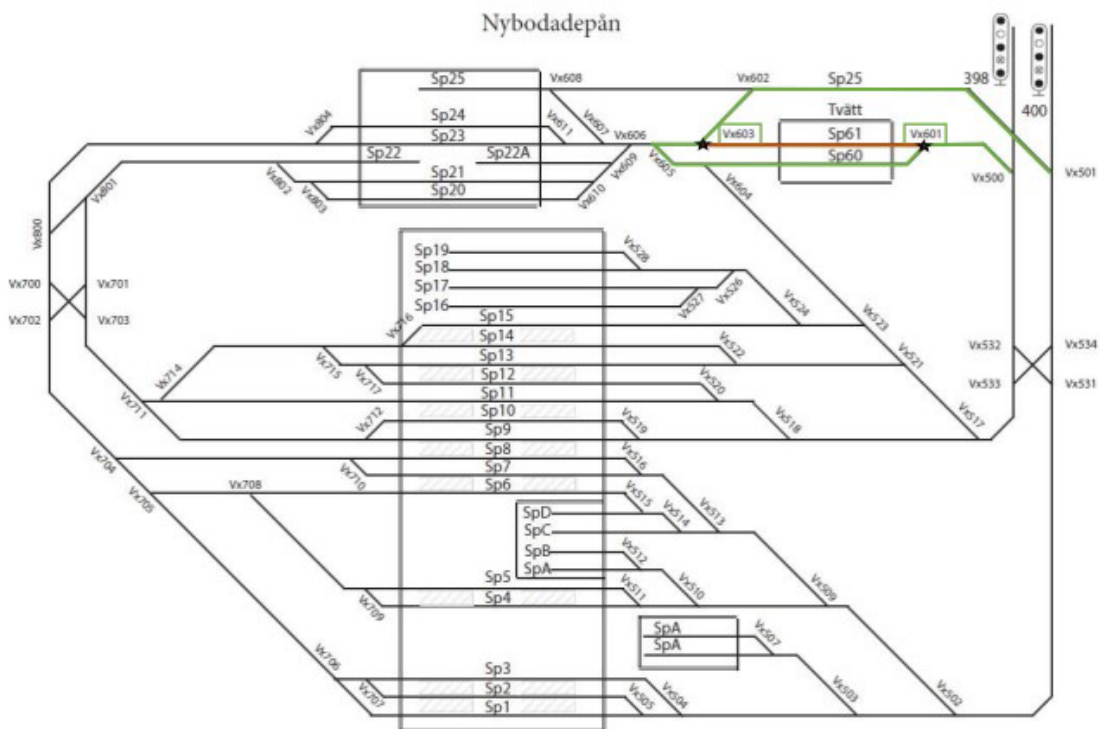 Nybodadepån
Sp25
Vx608
Vx602
Sp25
398
400
Vx804
Sp24
Sp23
Vx611
Vx607
Vx606
Vx603
Tvätt
Sp61
Vx601
Sp60
Sp22
Sp22A
Vx609
Vx605
Vx604
Vx500
Vx501
Vx801
Vx802
Vx803
Sp21
Sp20
Vx610
Vx800
Sp19
Vx528
Sp18
Sp17
Vx526
Sp16
Vx527
Vx524
Vx700
Vx701
Vx702
Vx703
Vx716
Sp15
Vx523
Sp14
Vx522
Vx521
Vx532
Vx534
Vx533
Vx531
Vx714
Vx715
Sp13
Vx717
Sp12
Vx520
Sp11
Vx711
Sp10
Vx712
Vx519
Vx518
Vx517
Sp9
Sp8
Vx704
Vx710
Sp7
Vx516
Vx705
Vx708
Sp6
Vx515
Vx513
SpD
SpC
Vx514
SpB
Vx512
SpA
Sp5
Vx511
Vx510
Vx509
Vx709
Sp4
SpA
Vx507
SpA
Vx706
Sp3
Vx707
Sp2
Sp1
Vx505
Vx504
Vx503
Vx502